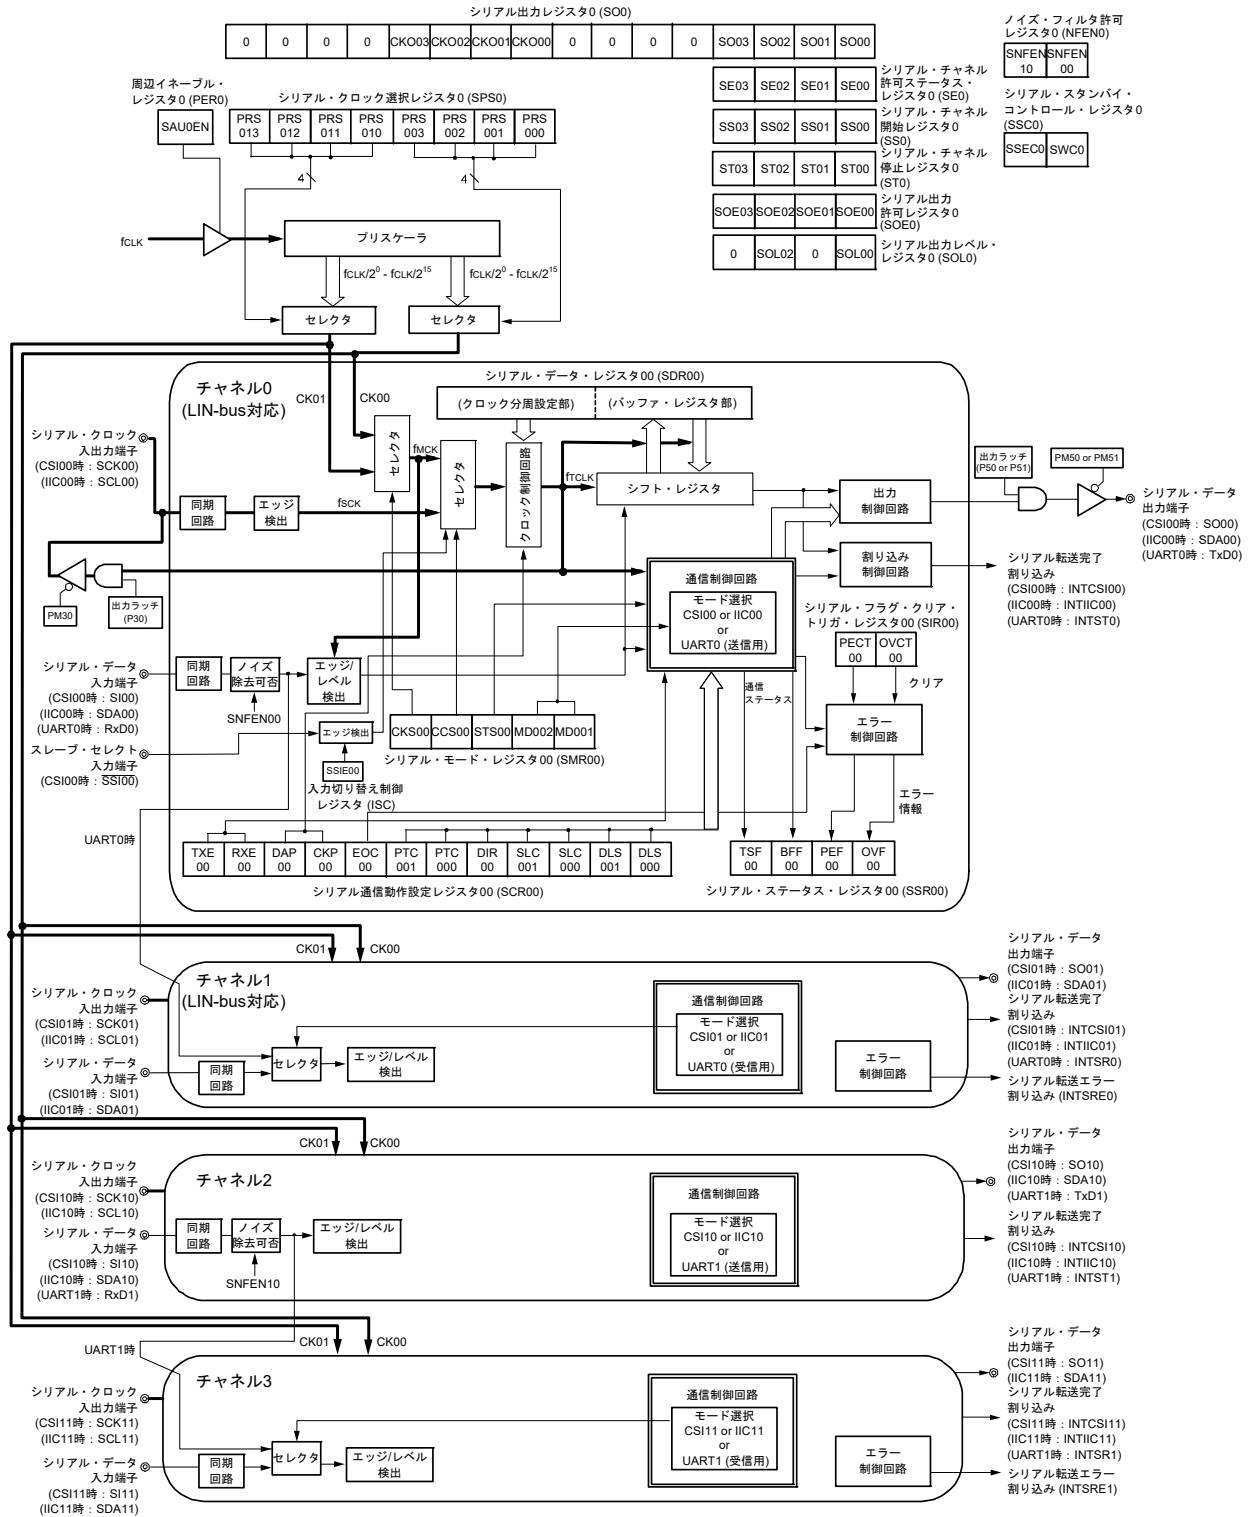 シリアル出力レジスタ0 (SO0)
0 0 0 0 CKO03 CKO02 CKO01 CKO00 0 0 0 0 SO03 SO02 SO01 SO00
ノイズ・フィルタ許可
レジスタ0 (NFEN0)
SNFEN
10
SNFEN
00
周辺イネーブル・
レジスタ0 (PER0)
SAU0EN
シリアル・クロック選択レジスタ0 (SPS0)
PRS
013
PRS
012
PRS
011
PRS
010
PRS
003
PRS
002
PRS
001
PRS
000
4
4
SE03 SE02 SE01 SE00
シリアル・チャネル
許可ステータス・
レジスタ0 (SE0)
SS03 SS02 SS01 SS00
シリアル・チャネル
開始レジスタ0
(SS0)
ST03 ST02 ST01 ST00
シリアル・チャネル
停止レジスタ0
(ST0)
SOE03 SOE02 SOE01 SOE00
シリアル出力
許可レジスタ0
(SOE0)
0 SOL02 0 SOL00
シリアル出力レベル・
レジスタ0 (SOL0)
シリアル・スタンバイ・
コントロール・レジスタ0
(SSC0)
SSEC0 SWC0
fCLK
プリスケーラ
fCLK/2^0 - fCLK/2^15
fCLK/2^0 - fCLK/2^15
セレクタ
セレクタ
チャネル0
(LIN-bus対応)
CK01
CK00
シリアル・データ・レジスタ00 (SDR00)
(クロック分周設定部)
(バッファ・レジスタ部)
シリアル・クロック
入出力端子
(CSI00時：SCK00)
(IIC00時：SCL00)
同期
回路
エッジ
検出
fSCK
セレクタ
fMCK
セレクタ
クロック制御回路
fTCLK
シフト・レジスタ
出力
制御回路
出力ラッチ
(P50 or P51)
PM50 or PM51
シリアル・データ
出力端子
(CSI00時：SO00)
(IIC00時：SDA00)
(UART0時：TxD0)
割り込み
制御回路
シリアル転送完了
割り込み
(CSI00時：INTCSI00)
(IIC00時：INTIIC00)
(UART0時：INTST0)
PM30
出力ラッチ
(P30)
通信制御回路
モード選択
CSI00 or IIC00
or
UART0 (送信用)
シリアル・フラグ・クリア・
トリガ・レジスタ00 (SIR00)
PECT
00
OVCT
00
クリア
シリアル・データ
入力端子
(CSI00時：SI00)
(IIC00時：SDA00)
(UART0時：RxD0)
同期
回路
ノイズ
除去可否
SNFEN00
エッジ/
レベル
検出
通信
ステータス
エラー
制御回路
スレーブ・セレクト
入力端子
(CSI00時：SSI00)
エッジ検出
SSIE00
入力切り替え制御
レジスタ (ISC)
CKS00 CCS00 STS00 MD002 MD001
シリアル・モード・レジスタ00 (SMR00)
エラー
情報
UART0時
TXE
00
RXE
00
DAP
00
CKP
00
EOC
00
PTC
001
PTC
000
DIR
00
SLC
001
SLC
000
DLS
001
DLS
000
シリアル通信動作設定レジスタ00 (SCR00)
TSF
00
BFF
00
PEF
00
OVF
00
シリアル・ステータス・レジスタ00 (SSR00)
CK01
CK00
チャネル1
(LIN-bus対応)
シリアル・クロック
入出力端子
(CSI01時：SCK01)
(IIC01時：SCL01)
シリアル・データ
入力端子
(CSI01時：SI01)
(IIC01時：SDA01)
同期
回路
セレクタ
エッジ/レベル
検出
通信制御回路
モード選択
CSI01 or IIC01
or
UART0 (受信用)
エラー
制御回路
シリアル・データ
出力端子
(CSI01時：SO01)
(IIC01時：SDA01)
シリアル転送完了
割り込み
(CSI01時：INTCSI01)
(IIC01時：INTIIC01)
(UART0時：INTSR0)
シリアル転送エラー
割り込み (INTSRE0)
CK01
CK00
チャネル2
シリアル・クロック
入出力端子
(CSI10時：SCK10)
(IIC10時：SCL10)
シリアル・データ
入力端子
(CSI10時：SI10)
(IIC10時：SDA10)
(UART1時：RxD1)
同期
回路
ノイズ
除去可否
SNFEN10
エッジ/レベル
検出
通信制御回路
モード選択
CSI10 or IIC10
or
UART1 (送信用)
シリアル・データ
出力端子
(CSI10時：SO10)
(IIC10時：SDA10)
(UART1時：TxD1)
シリアル転送完了
割り込み
(CSI10時：INTCSI10)
(IIC10時：INTIIC10)
(UART1時：INTST1)
UART1時
CK01
CK00
チャネル3
シリアル・クロック
入出力端子
(CSI11時：SCK11)
(IIC11時：SCL11)
シリアル・データ
入力端子
(CSI11時：SI11)
(IIC11時：SDA11)
同期
回路
セレクタ
エッジ/レベル
検出
通信制御回路
モード選択
CSI11 or IIC11
or
UART1 (受信用)
エラー
制御回路
シリアル・データ
出力端子
(CSI11時：SO11)
(IIC11時：SDA11)
シリアル転送完了
割り込み
(CSI11時：INTCSI11)
(IIC11時：INTIIC11)
(UART1時：INTSR1)
シリアル転送エラー
割り込み (INTSRE1)